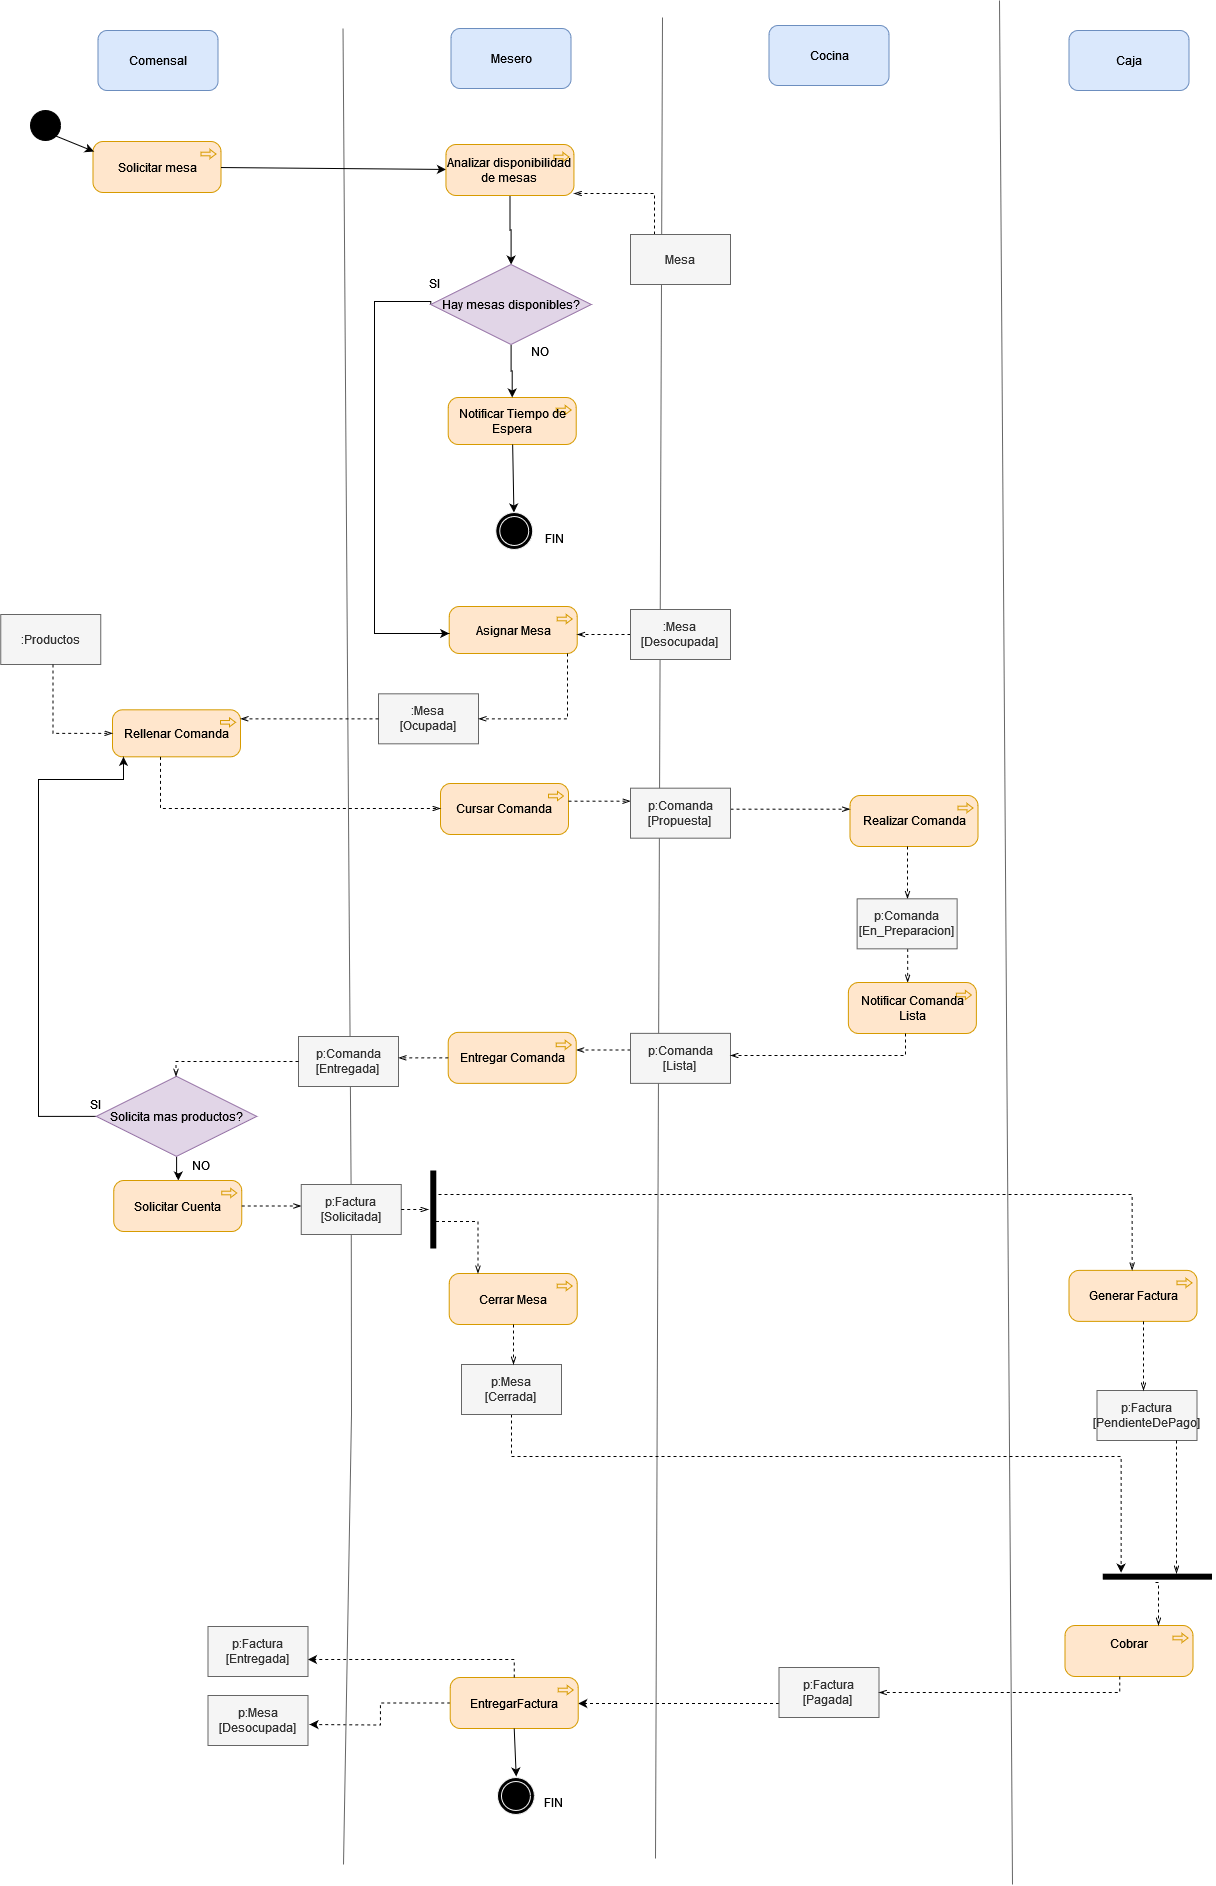 Comensal
Mesero
Cocina
Caja
Solicitar mesa
Analizar disponibilidad
de mesas
Mesa
SI
Hay mesas disponibles?
NO
Notificar Tiempo de
Espera
FIN
Asignar Mesa
:Mesa
[Desocupada]
:Productos
:Mesa
[Ocupada]
Rellenar Comanda
Cursar Comanda
p:Comanda
[Propuesta]
Realizar Comanda
p:Comanda
[En_Preparacion]
Notificar Comanda
Lista
p:Comanda
[Entregada]
Entregar Comanda
p:Comanda
[Lista]
SI
Solicita mas productos?
NO
Solicitar Cuenta
p:Factura
[Solicitada]
Cerrar Mesa
Generar Factura
p:Mesa
[Cerrada]
p:Factura
[PendienteDePago]
Cobrar
p:Factura
[Entregada]
p:Factura
[Pagada]
EntregarFactura
p:Mesa
[Desocupada]
FIN